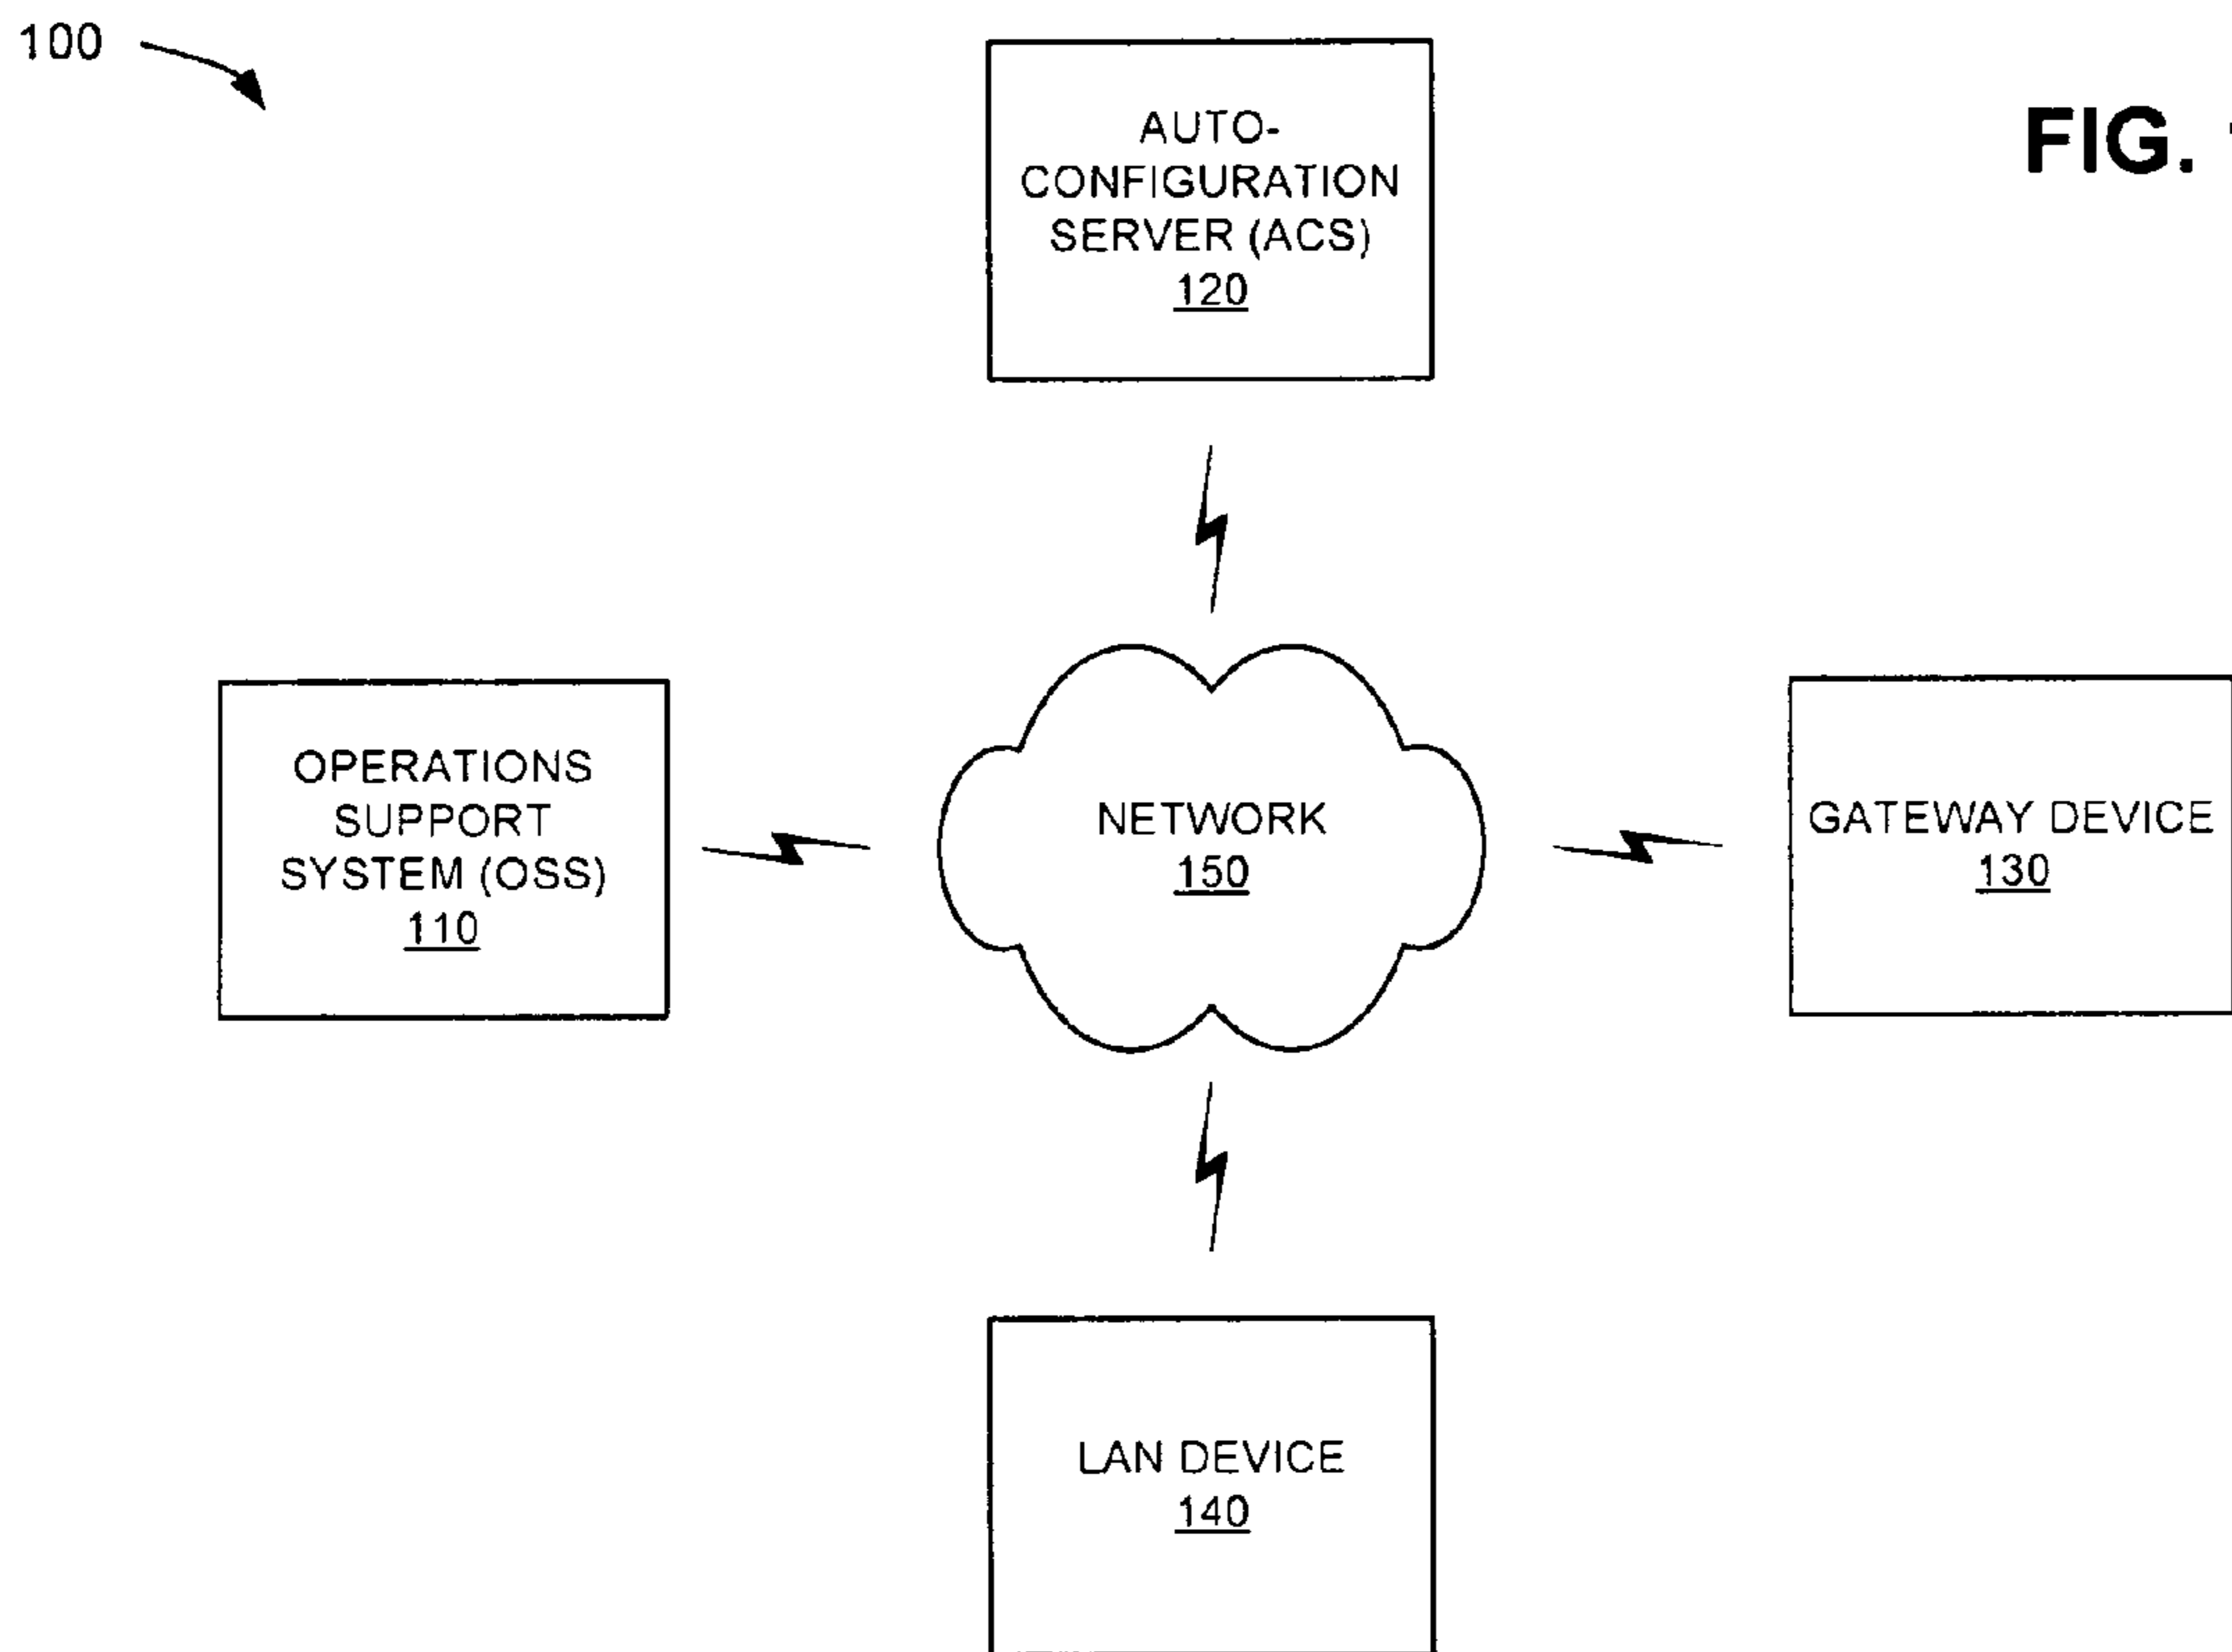 100
AUTO-
CONFIGURATION
SERVER (ACS)
120
FIG.
OPERATIONS
SUPPORT
SYSTEM (OSS)
110
NETWORK
150
GATEWAY DEVICE
130
LAN DEVICE
140